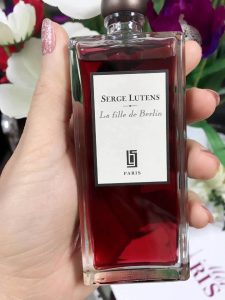 SERGE LUTENS
La fille de Berlin
PARIS